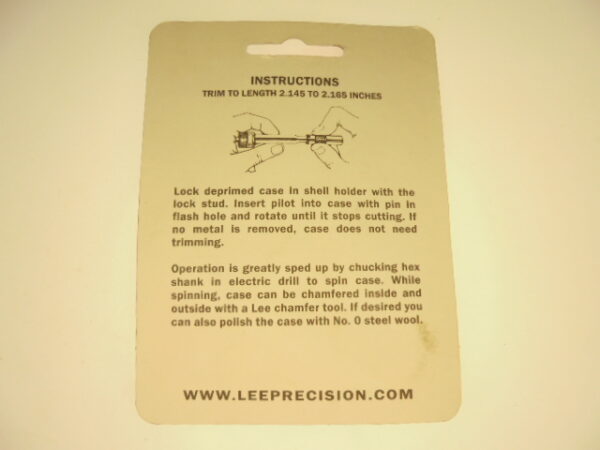 INSTRUCTIONS
TRIM TO LENGTH 2.145 TO 2.165 INCHES
Lock deprimed case in shell holder with the
lock stud. Insert pilot into case with pin in
flash hole and rotate until it stops cutting. If
no metal is removed, case does not need
trimming.
Operation is greatly sped up by chucking hex
shank in electric drill to spin case. While
spinning, case can be chamfered inside and
outside with a Lee chamfer tool. If desired you
can also polish the case with No. 0 steel wool.
WWW.LEEPRECISION.COM